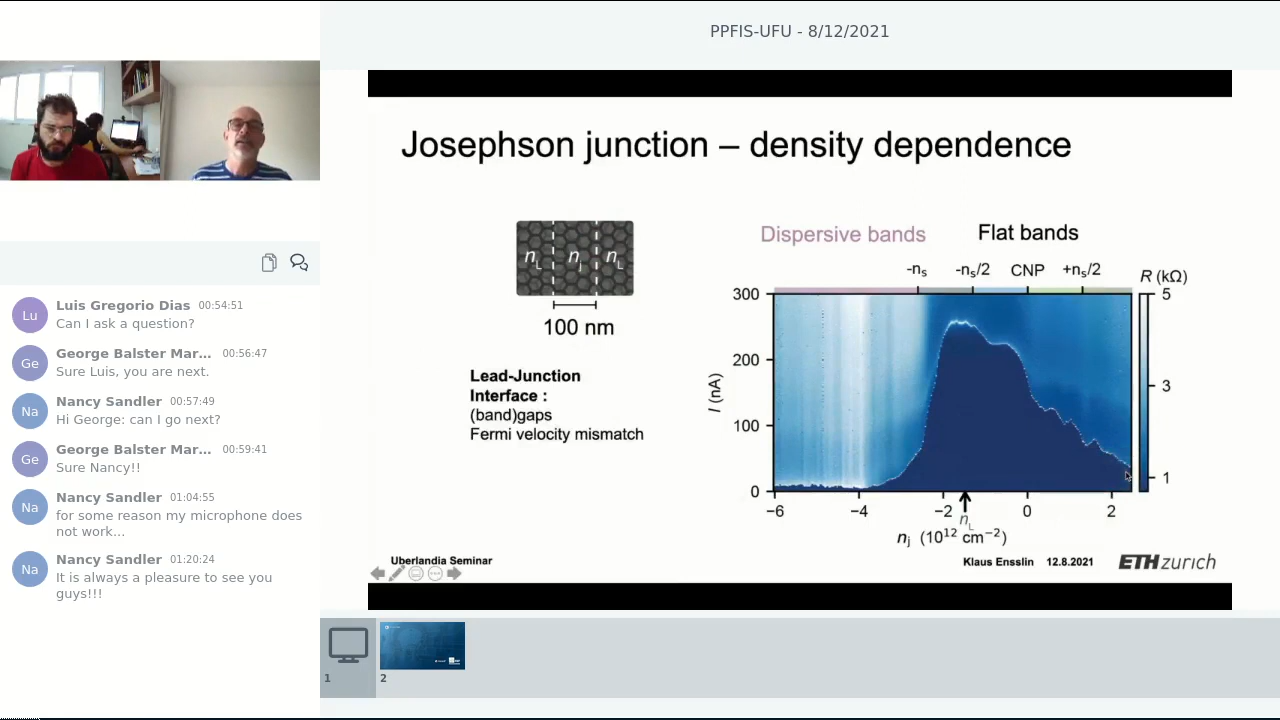 PPFIS-UFU - 8/12/2021
Lu
Luis Gregorio Dias 00:54:51
Can I ask a question?
Ge
George Balster Mar... 00:56:47
Sure Luis, you are next.
Na
Nancy Sandler 00:57:49
Hi George: can I go next?
Ge
George Balster Mar... 00:59:41
Sure Nancy!!
Na
Nancy Sandler 01:04:55
for some reason my microphone does
not work...
Na
Nancy Sandler 01:20:24
It is always a pleasure to see you
guys!!!
Josephson junction – density dependence
nL nj nL
100 nm
Lead-Junction
Interface :
(band)gaps
Fermi velocity mismatch
Dispersive bands Flat bands
-ns -ns/2 CNP +ns/2
R (kΩ)
300
200
100
0
I (nA)
5
3
1
−6 −4 −2 0 2
nL
nj (10¹² cm⁻²)
Uberlandia Seminar
Klaus Ensslin 12.8.2021 ETH zürich
1
2